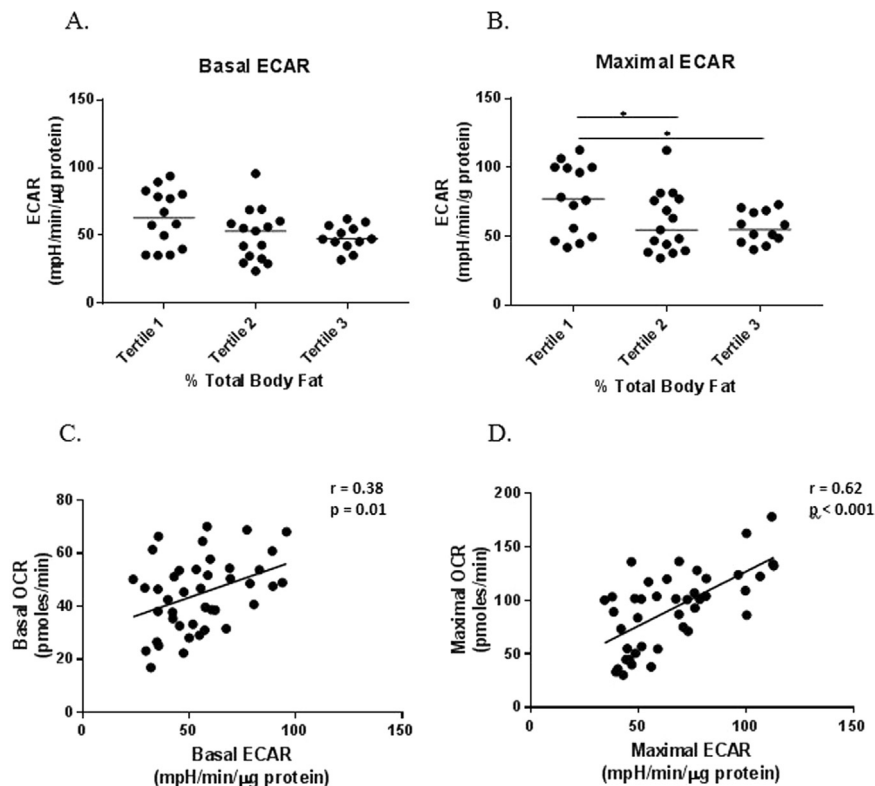 A.
Basal ECAR
ECAR
(mpH/min/µg protein)
150
100
50
0
Tertile 1
Tertile 2
Tertile 3
% Total Body Fat
B.
Maximal ECAR
ECAR
(mpH/min/g protein)
150
100
50
0
*
*
Tertile 1
Tertile 2
Tertile 3
% Total Body Fat
C.
r = 0.38
p = 0.01
Basal OCR
(pmoles/min)
80
60
40
20
0
0
50
100
150
Basal ECAR
(mpH/min/µg protein)
D.
r = 0.62
p < 0.001
Maximal OCR
(pmoles/min)
200
150
100
50
0
0
50
100
150
Maximal ECAR
(mpH/min/µg protein)